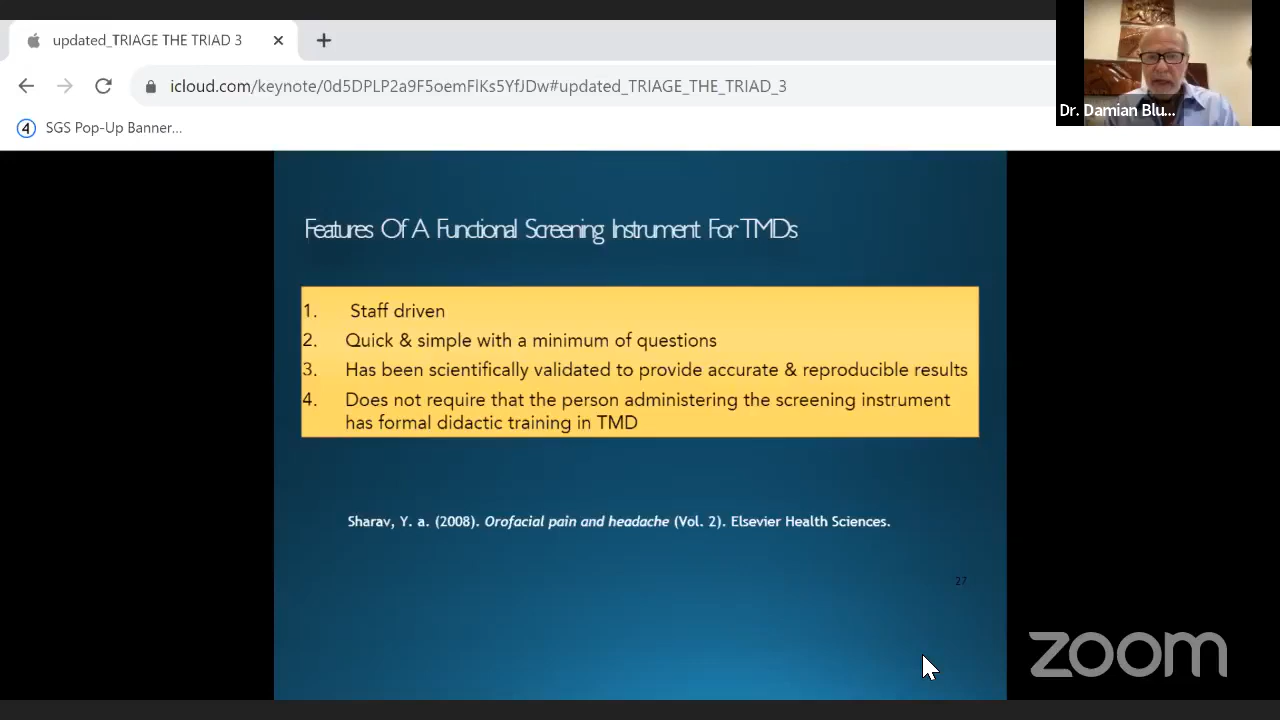 updated_TRIAGE THE TRIAD 3
icloud.com/keynote/0d5DPLP2a9F5oemFlKs5YfJDw#updated_TRIAGE_THE_TRIAD_3
4 SGS Pop-Up Banner...
Dr. Damian Blu...
Features Of A Functional Screening Instrument For TMDs
1. Staff driven
2. Quick & simple with a minimum of questions
3. Has been scientifically validated to provide accurate & reproducible results
4. Does not require that the person administering the screening instrument
has formal didactic training in TMD
Sharav, Y. a. (2008). Orofacial pain and headache (Vol. 2). Elsevier Health Sciences.
27
zoom